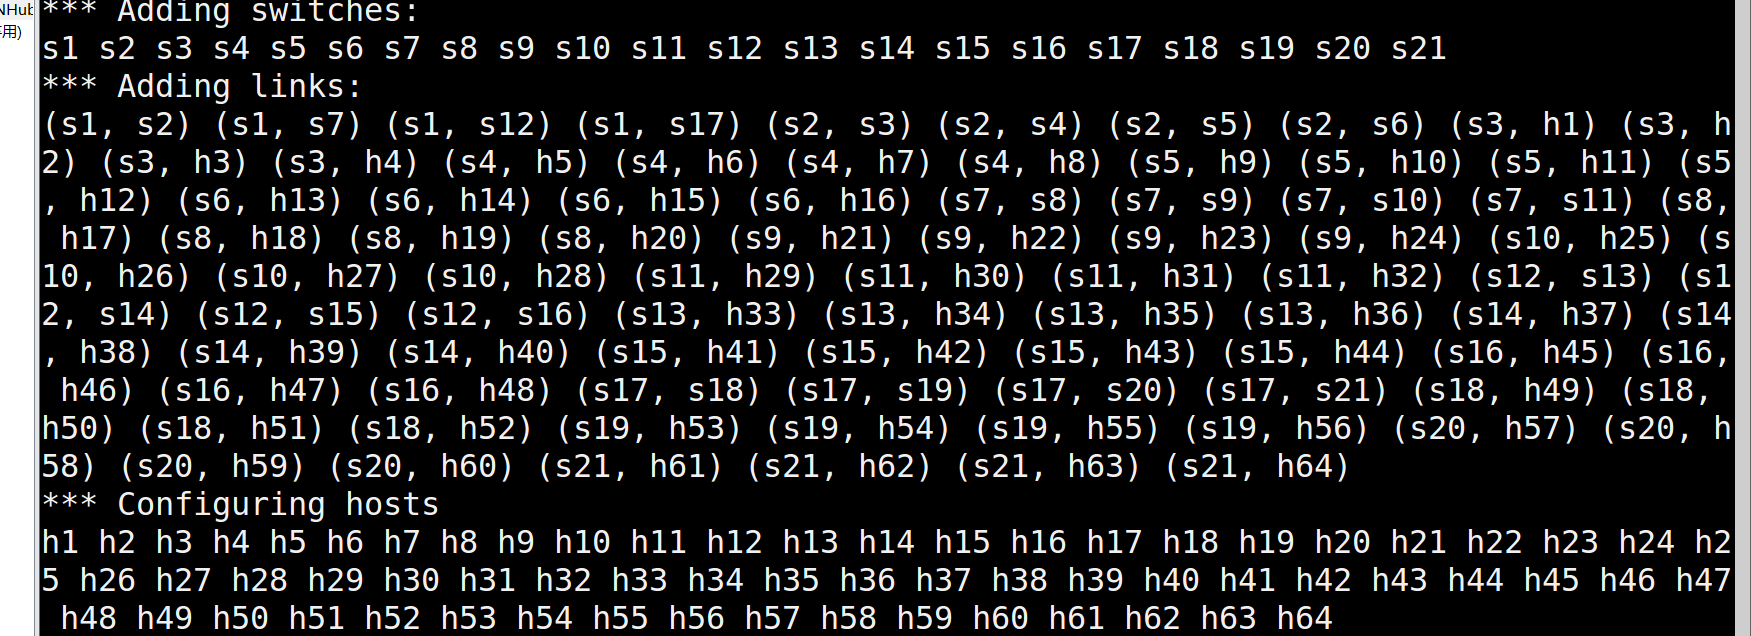 NHub
用)
*** Adding switches:
s1 s2 s3 s4 s5 s6 s7 s8 s9 s10 s11 s12 s13 s14 s15 s16 s17 s18 s19 s20 s21
*** Adding links:
(s1, s2) (s1, s7) (s1, s12) (s1, s17) (s2, s3) (s2, s4) (s2, s5) (s2, s6) (s3, h1) (s3, h
2) (s3, h3) (s3, h4) (s4, h5) (s4, h6) (s4, h7) (s4, h8) (s5, h9) (s5, h10) (s5, h11) (s5
, h12) (s6, h13) (s6, h14) (s6, h15) (s6, h16) (s7, s8) (s7, s9) (s7, s10) (s7, s11) (s8,
 h17) (s8, h18) (s8, h19) (s8, h20) (s9, h21) (s9, h22) (s9, h23) (s9, h24) (s10, h25) (s
10, h26) (s10, h27) (s10, h28) (s11, h29) (s11, h30) (s11, h31) (s11, h32) (s12, s13) (s1
2, s14) (s12, s15) (s12, s16) (s13, h33) (s13, h34) (s13, h35) (s13, h36) (s14, h37) (s14
, h38) (s14, h39) (s14, h40) (s15, h41) (s15, h42) (s15, h43) (s15, h44) (s16, h45) (s16,
 h46) (s16, h47) (s16, h48) (s17, s18) (s17, s19) (s17, s20) (s17, s21) (s18, h49) (s18,
h50) (s18, h51) (s18, h52) (s19, h53) (s19, h54) (s19, h55) (s19, h56) (s20, h57) (s20, h
58) (s20, h59) (s20, h60) (s21, h61) (s21, h62) (s21, h63) (s21, h64)
*** Configuring hosts
h1 h2 h3 h4 h5 h6 h7 h8 h9 h10 h11 h12 h13 h14 h15 h16 h17 h18 h19 h20 h21 h22 h23 h24 h2
5 h26 h27 h28 h29 h30 h31 h32 h33 h34 h35 h36 h37 h38 h39 h40 h41 h42 h43 h44 h45 h46 h47
 h48 h49 h50 h51 h52 h53 h54 h55 h56 h57 h58 h59 h60 h61 h62 h63 h64